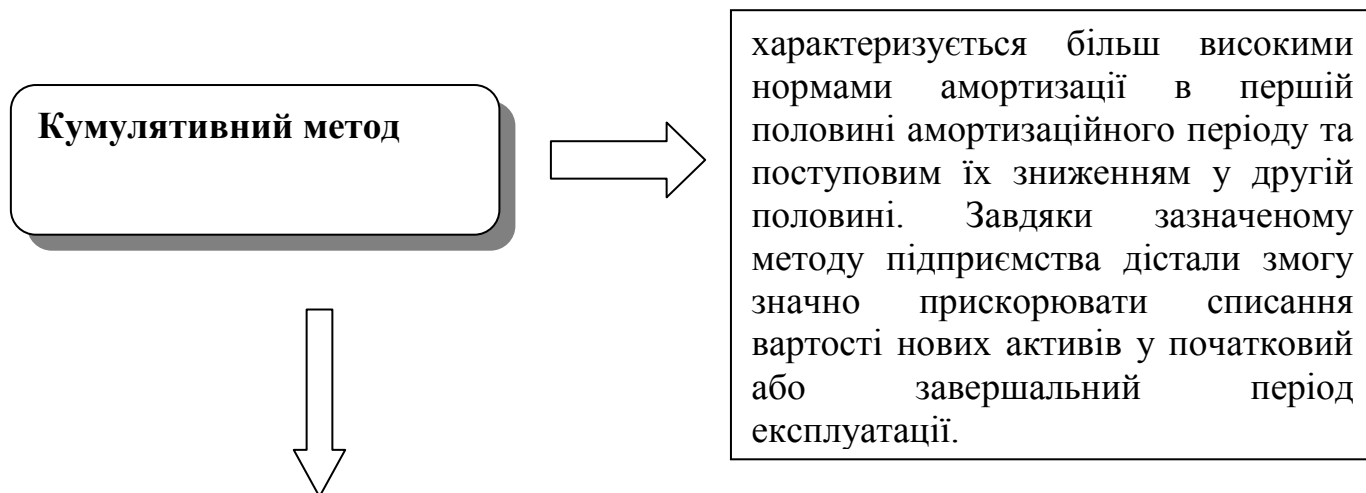 Кумулятивний метод
характеризується більш високими
нормами амортизації в першій
половині амортизаційного періоду та
поступовим їх зниженням у другій
половині. Завдяки зазначеному
методу підприємства дістали змогу
значно прискорювати списання
вартості нових активів у початковий
або завершальний період
експлуатації.